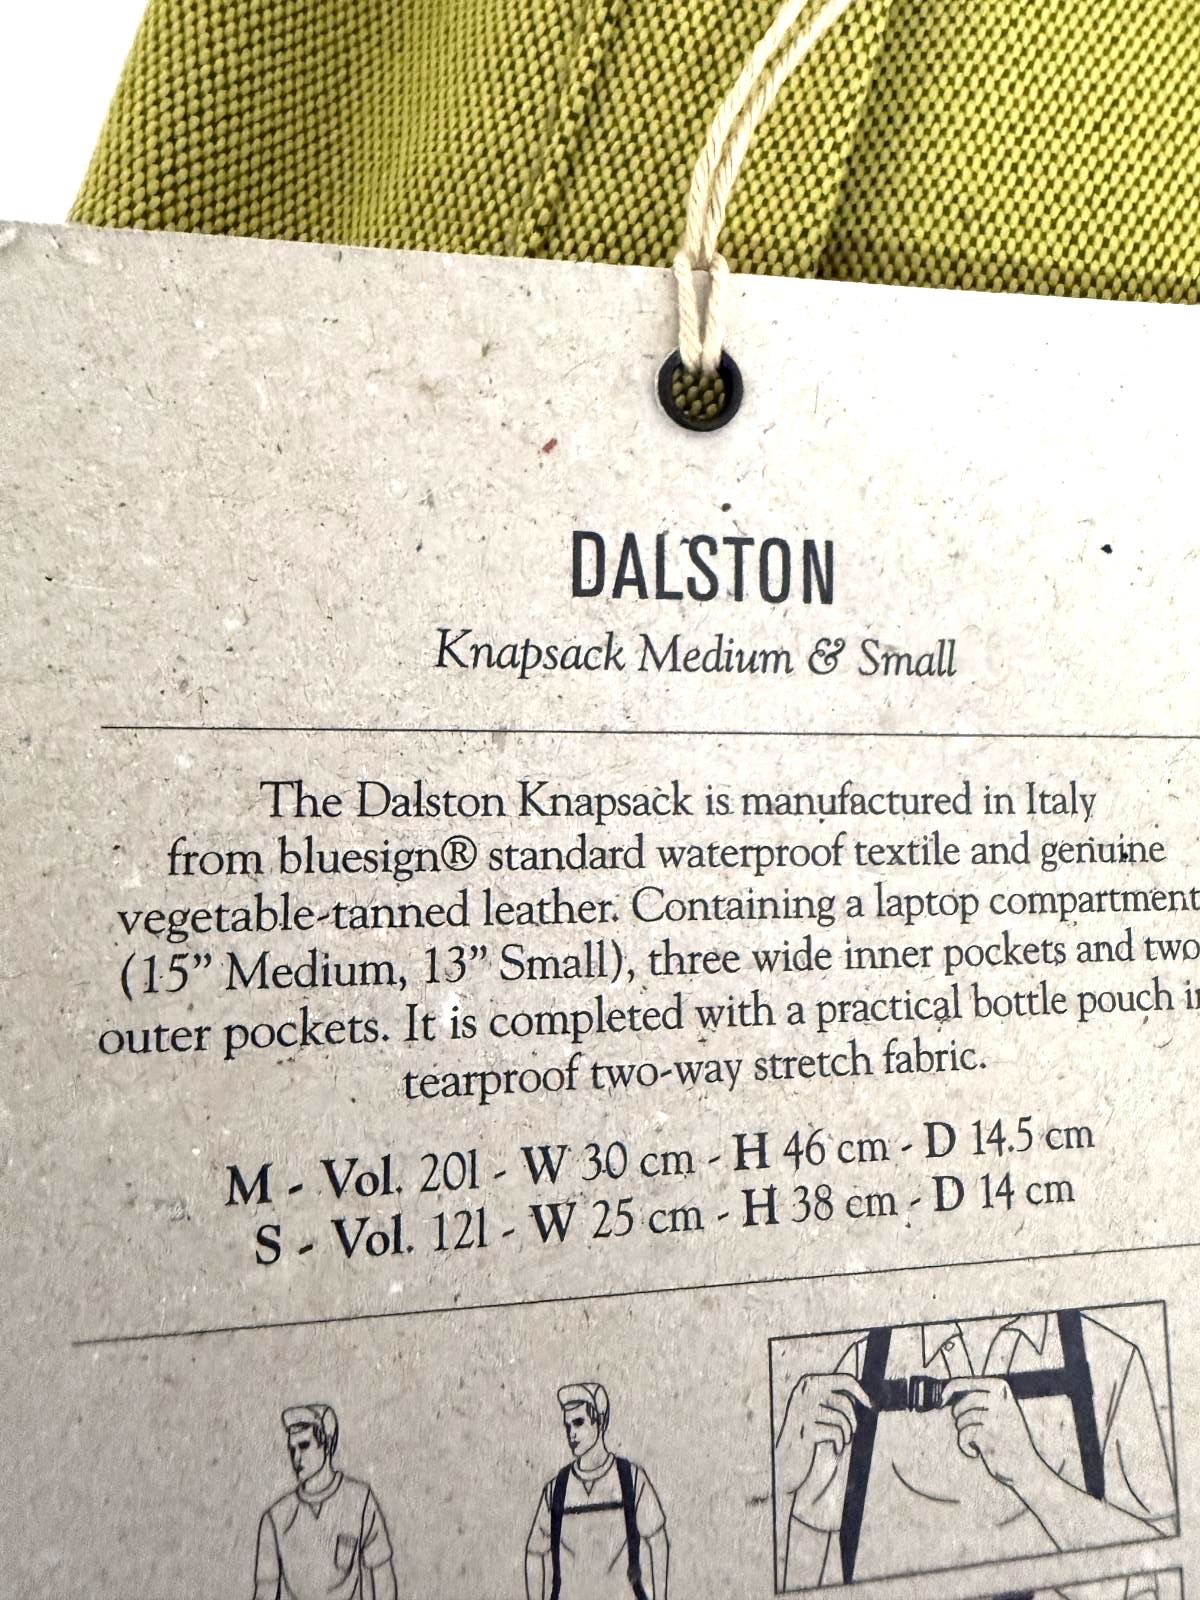 DALSTON
Knapsack Medium & Small
The Dalston Knapsack is manufactured in Italy
from bluesign® standard waterproof textile and genuine
vegetable-tanned leather. Containing a laptop compartment
(15” Medium, 13” Small), three wide inner pockets and two
outer pockets. It is completed with a practical bottle pouch
tearproof two-way stretch fabric.
M - Vol. 20l - W 30 cm - H 46 cm - D 14.5 cm
S - Vol. 12l - W 25 cm - H 38 cm - D 14 cm